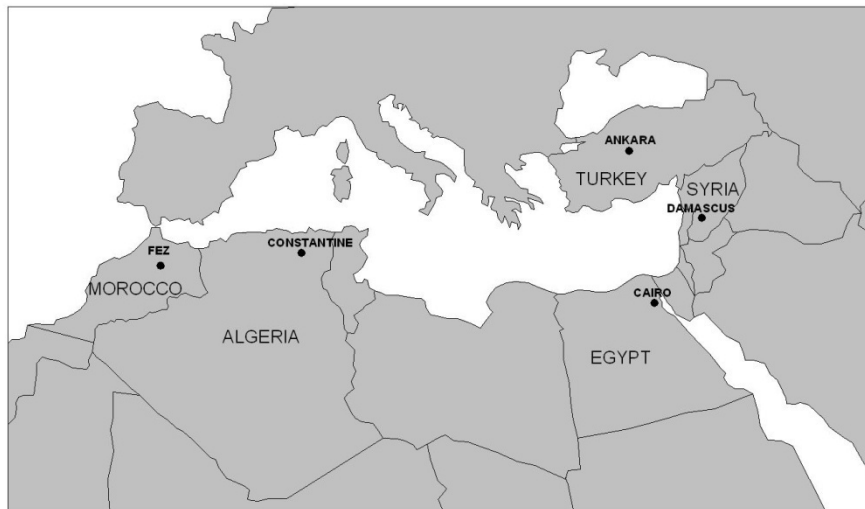 ANKARA
TURKEY
SYRIA
DAMASCUS
CONSTANTINE
FEZ
MOROCCO
CAIRO
ALGERIA
EGYPT